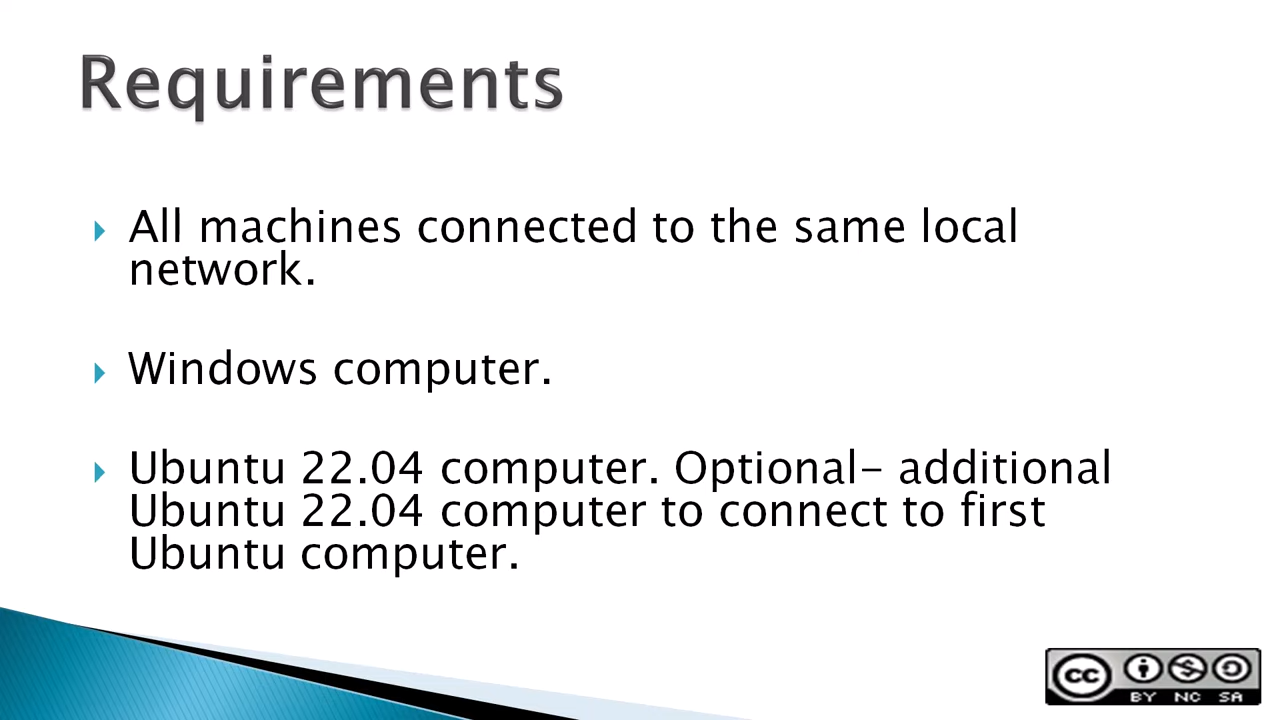 Requirements
All machines connected to the same local
network.
Windows computer.
Ubuntu 22.04 computer. Optional- additional
Ubuntu 22.04 computer to connect to first
Ubuntu computer.
cc
BY NC SA